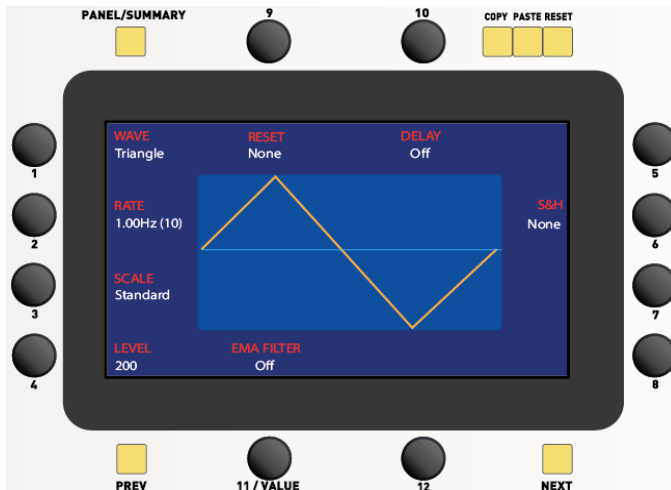 PANEL/SUMMARY
9
10
COPY PASTE RESET
WAVE
Triangle
RESET
None
DELAY
Off
1
5
RATE
1.00Hz (10)
S&H
None
2
6
SCALE
Standard
3
7
LEVEL
200
EMA FILTER
Off
4
8
PREV
11 / VALUE
12
NEXT